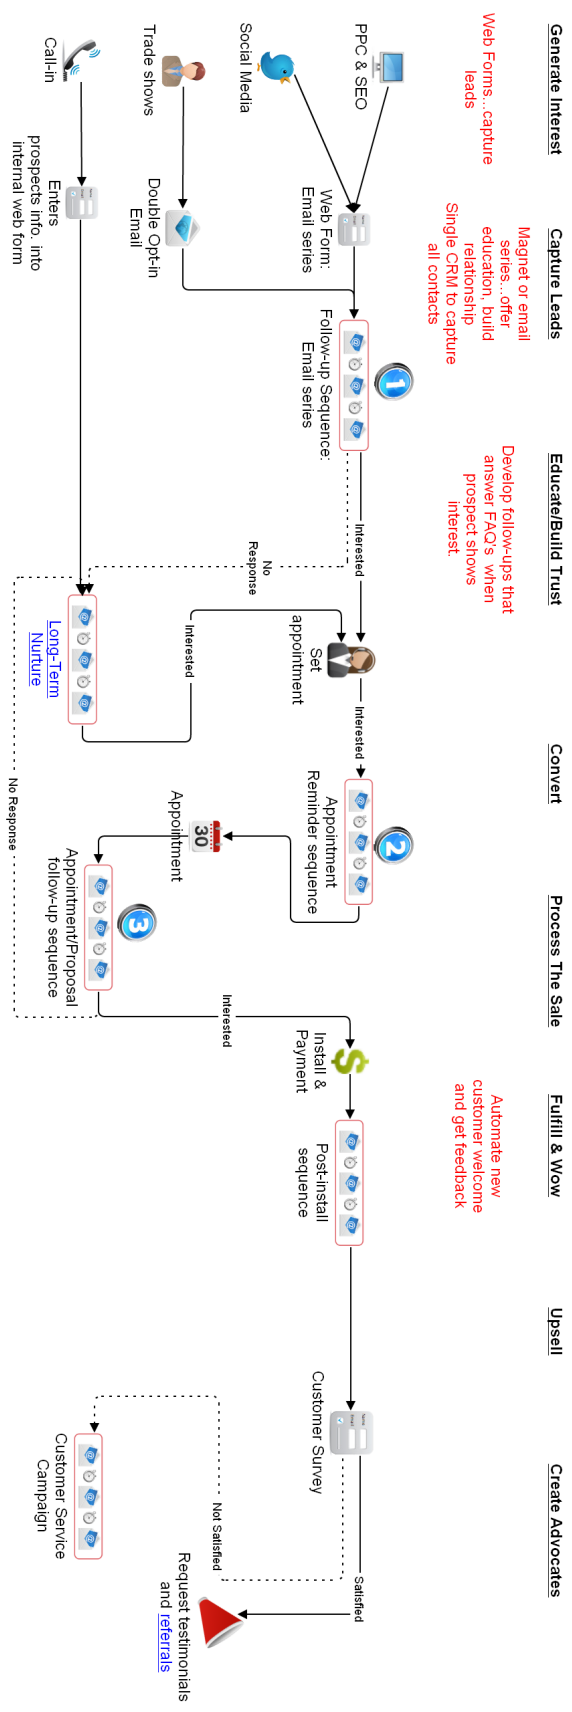 Generate Interest
Capture Leads
Educate/Build Trust
Convert
Process The Sale
Fulfill & Wow
Upsell
Create Advocates
Web Forms...capture
leads
Magnet or email
series...offer
education, build
relationship
Single CRM to capture
all contacts
Develop follow-ups that
answer FAQ's when
prospect shows
interest.
Automate new
customer welcome
and get feedback
PPC & SEO
Social Media
Trade shows
Call-in
Web Form:
Email series
Double Opt-in
Email
Enters
prospects info. into
internal web form
1
Follow-up Sequence:
Email series
Interested
No
Response
Long-Term
Nurture
Interested
Set
appointment
Interested
2
Appointment
Reminder sequence
30
Appointment
3
Appointment/Proposal
follow-up sequence
No Response
Interested
$
Install &
Payment
Post-install
sequence
Customer Survey
Not Satisfied
Satisfied
Customer Service
Campaign
Request testimonials
and referrals